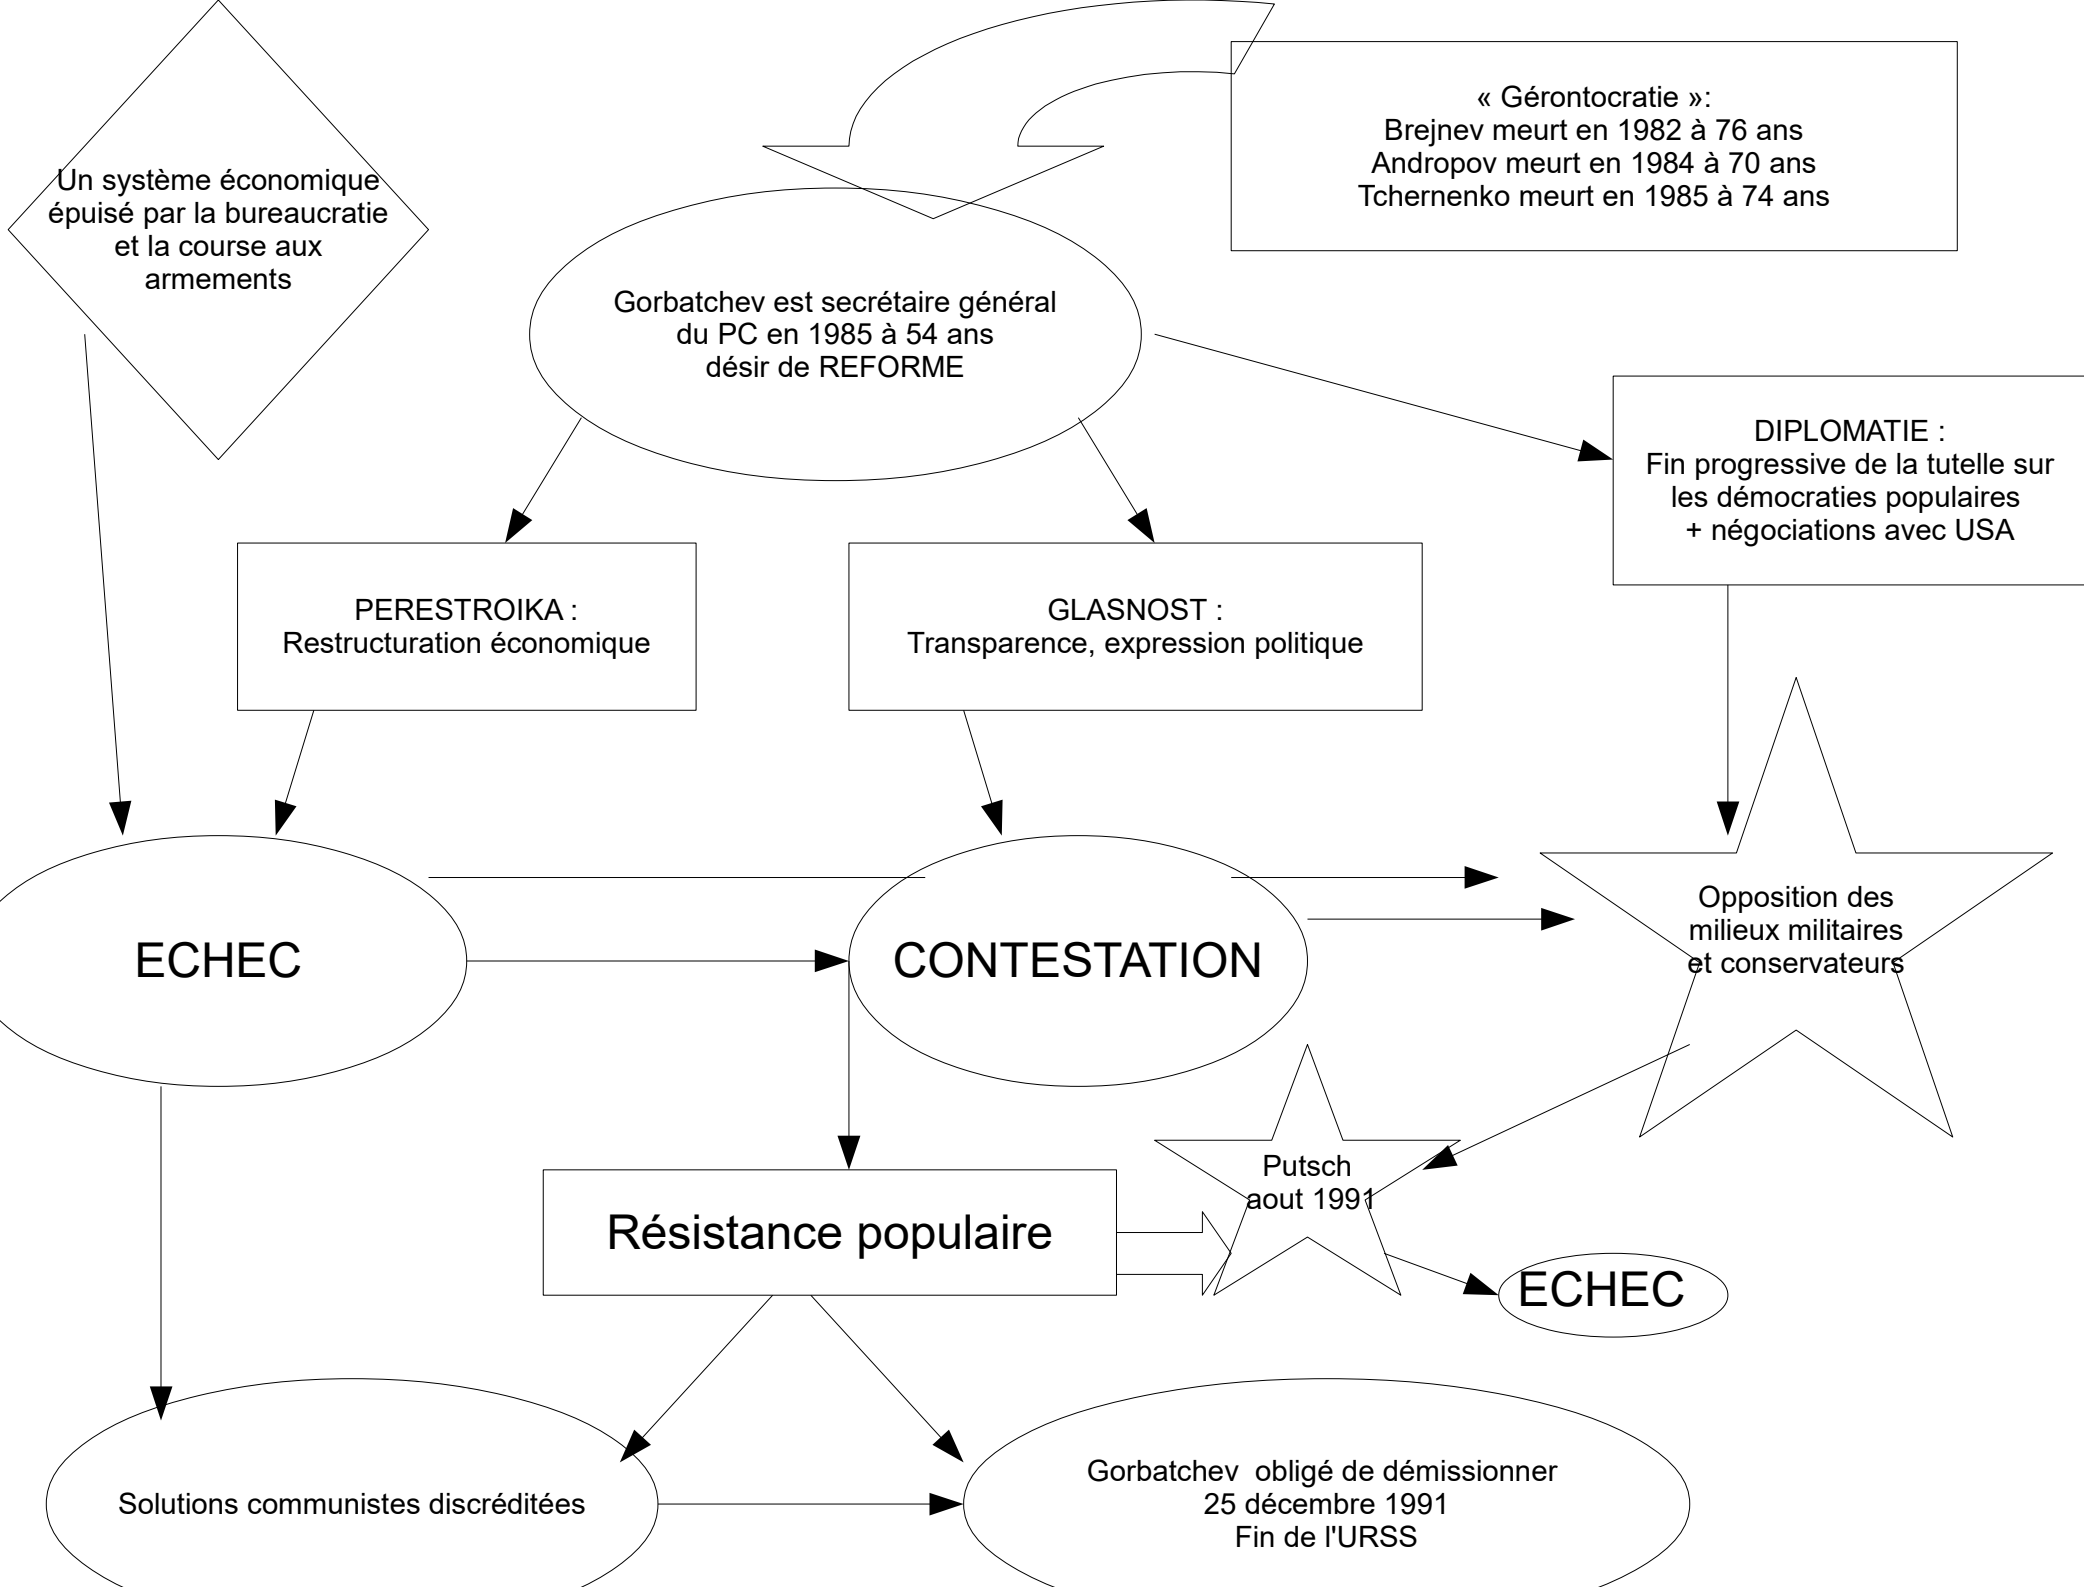 « Gérontocratie »:
Brejnev meurt en 1982 à 76 ans
Andropov meurt en 1984 à 70 ans
Tchernenko meurt en 1985 à 74 ans
Un système économique
épuisé par la bureaucratie
et la course aux
armements
Gorbatchev est secrétaire général
du PC en 1985 à 54 ans
désir de REFORME
DIPLOMATIE :
Fin progressive de la tutelle sur
les démocraties populaires
+ négociations avec USA
PERESTROIKA :
Restructuration économique
GLASNOST :
Transparence, expression politique
ECHEC
CONTESTATION
Opposition des
milieux militaires
et conservateurs
Putsch
aout 1991
Résistance populaire
ECHEC
Solutions communistes discréditées
Gorbatchev  obligé de démissionner
25 décembre 1991
Fin de l'URSS